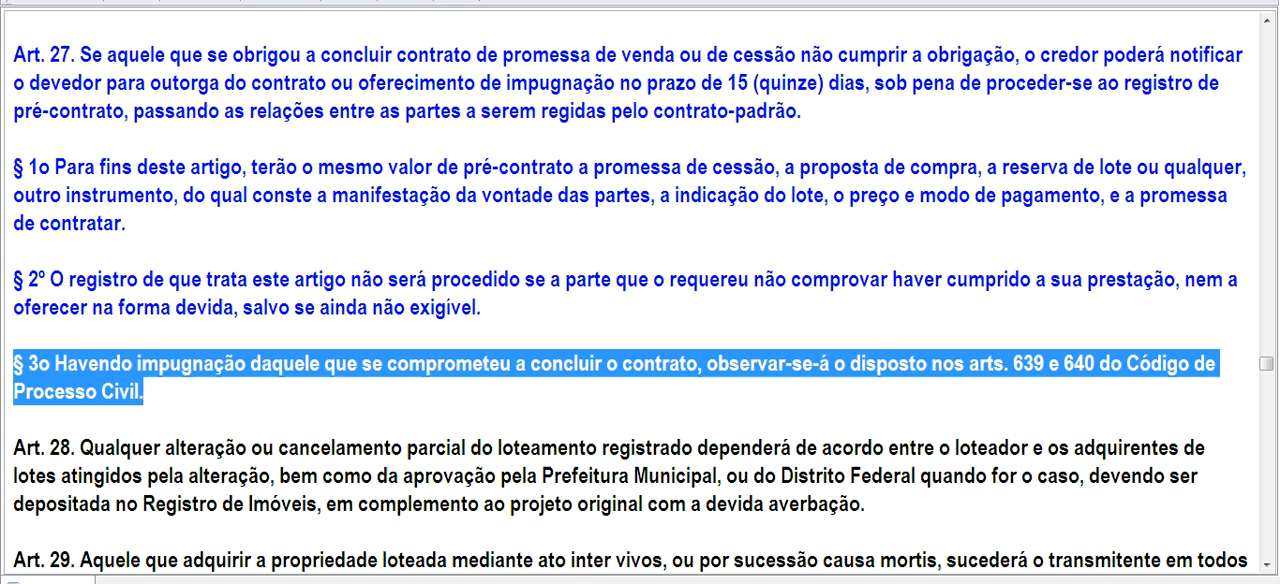 Art. 27. Se aquele que se obrigou a concluir contrato de promessa de venda ou de cessão não cumprir a obrigação, o credor poderá notificar
o devedor para outorga do contrato ou oferecimento de impugnação no prazo de 15 (quinze) dias, sob pena de proceder-se ao registro de
pré-contrato, passando as relações entre as partes a serem regidas pelo contrato-padrão.
§ 1o Para fins deste artigo, terão o mesmo valor de pré-contrato a promessa de cessão, a proposta de compra, a reserva de lote ou qualquer,
outro instrumento, do qual conste a manifestação da vontade das partes, a indicação do lote, o preço e modo de pagamento, e a promessa
de contratar.
§ 2º O registro de que trata este artigo não será procedido se a parte que o requereu não comprovar haver cumprido a sua prestação, nem a
oferecer na forma devida, salvo se ainda não exigível.
§ 3o Havendo impugnação daquele que se comprometeu a concluir o contrato, observar-se-á o disposto nos arts. 639 e 640 do Código de
Processo Civil.
Art. 28. Qualquer alteração ou cancelamento parcial do loteamento registrado dependerá de acordo entre o loteador e os adquirentes de
lotes atingidos pela alteração, bem como da aprovação pela Prefeitura Municipal, ou do Distrito Federal quando for o caso, devendo ser
depositada no Registro de Imóveis, em complemento ao projeto original com a devida averbação.
Art. 29. Aquele que adquirir a propriedade loteada mediante ato inter vivos, ou por sucessão causa mortis, sucederá o transmitente em todos